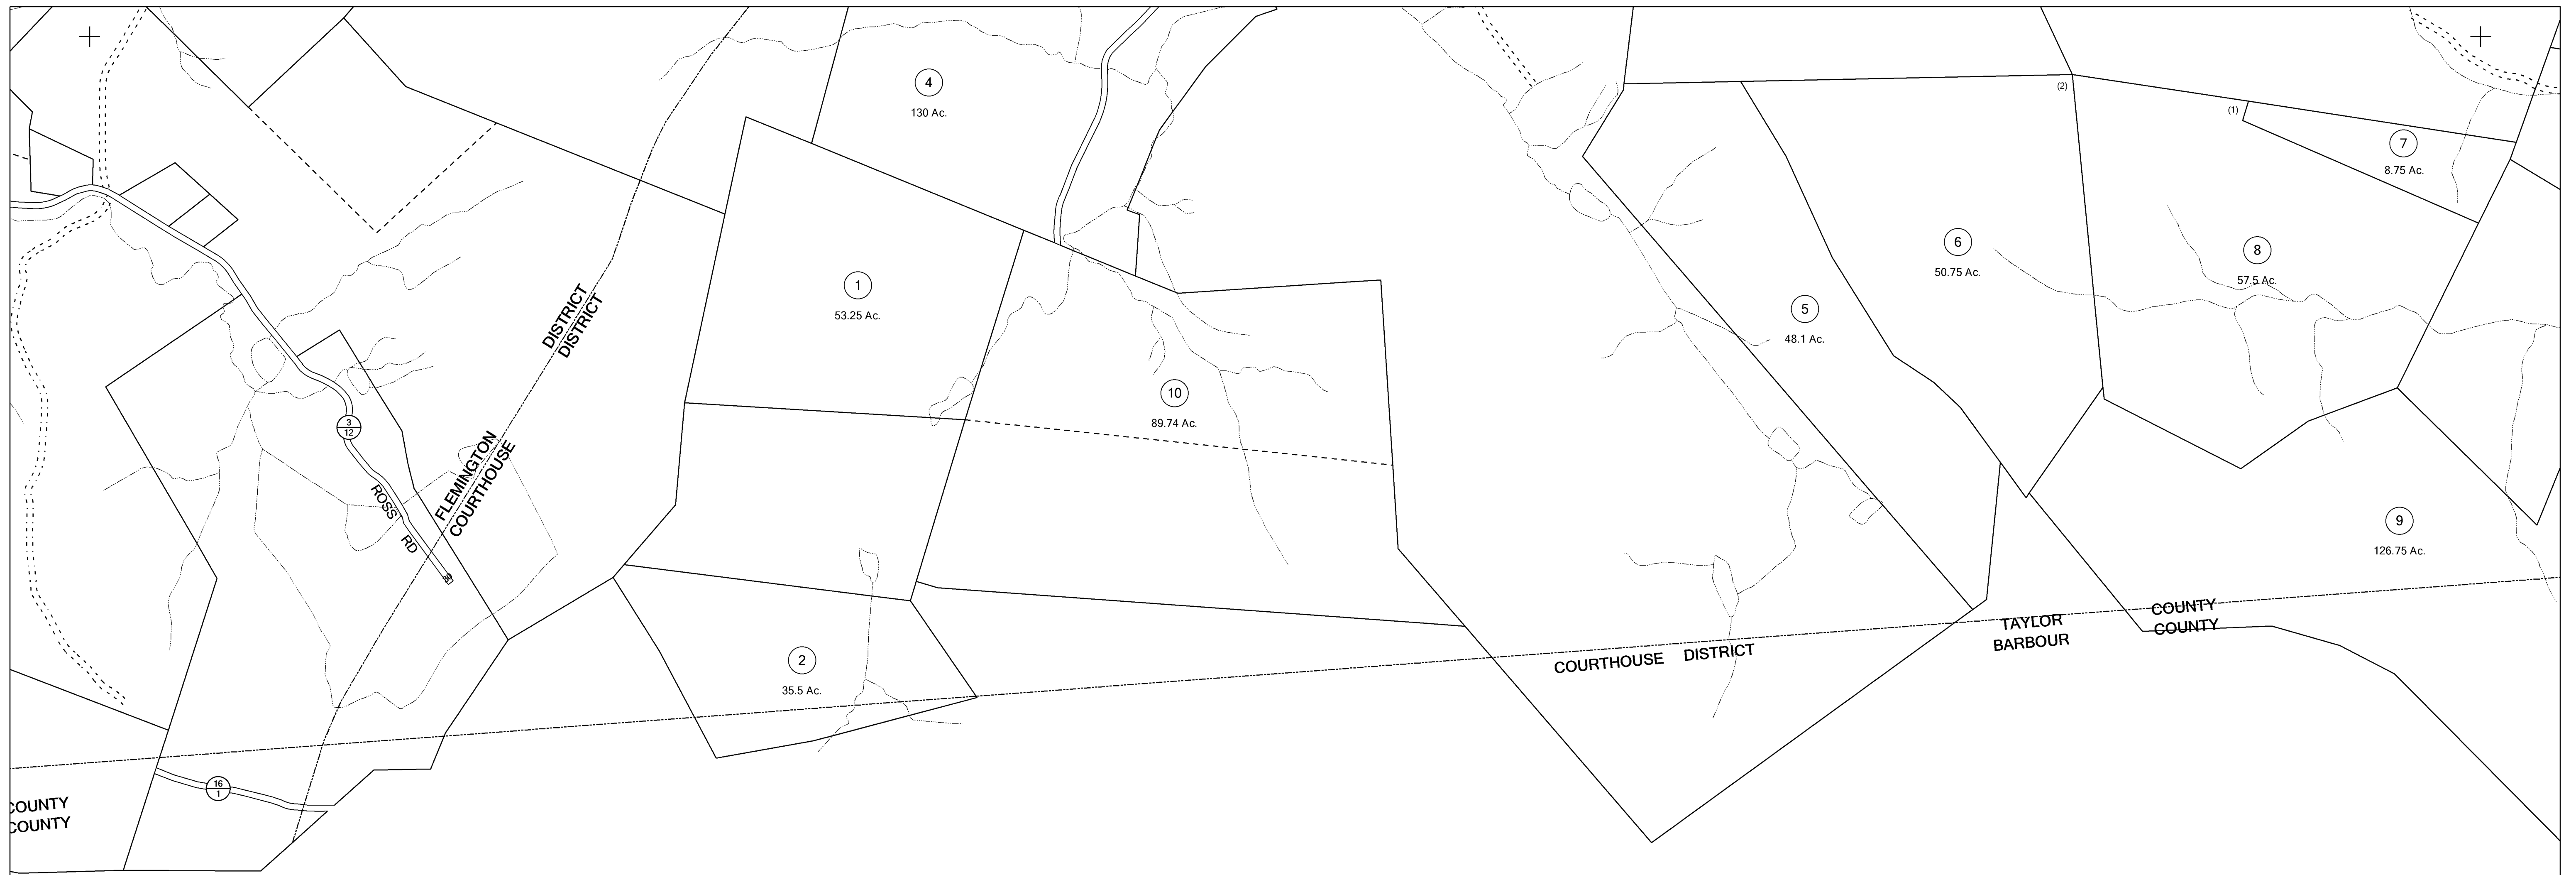 4
130 Ac.
(2)
(1)
7
8.75 Ac.
6
50.75 Ac.
8
57.5 Ac.
1
53.25 Ac.
5
48.1 Ac.
DISTRICT
DISTRICT
10
89.74 Ac.
3
12
FLEMINGTON
COURTHOUSE
ROSS
RD
9
126.75 Ac.
COUNTY
COUNTY
TAYLOR
BARBOUR
COURTHOUSE DISTRICT
2
35.5 Ac.
16
1
COUNTY
COUNTY